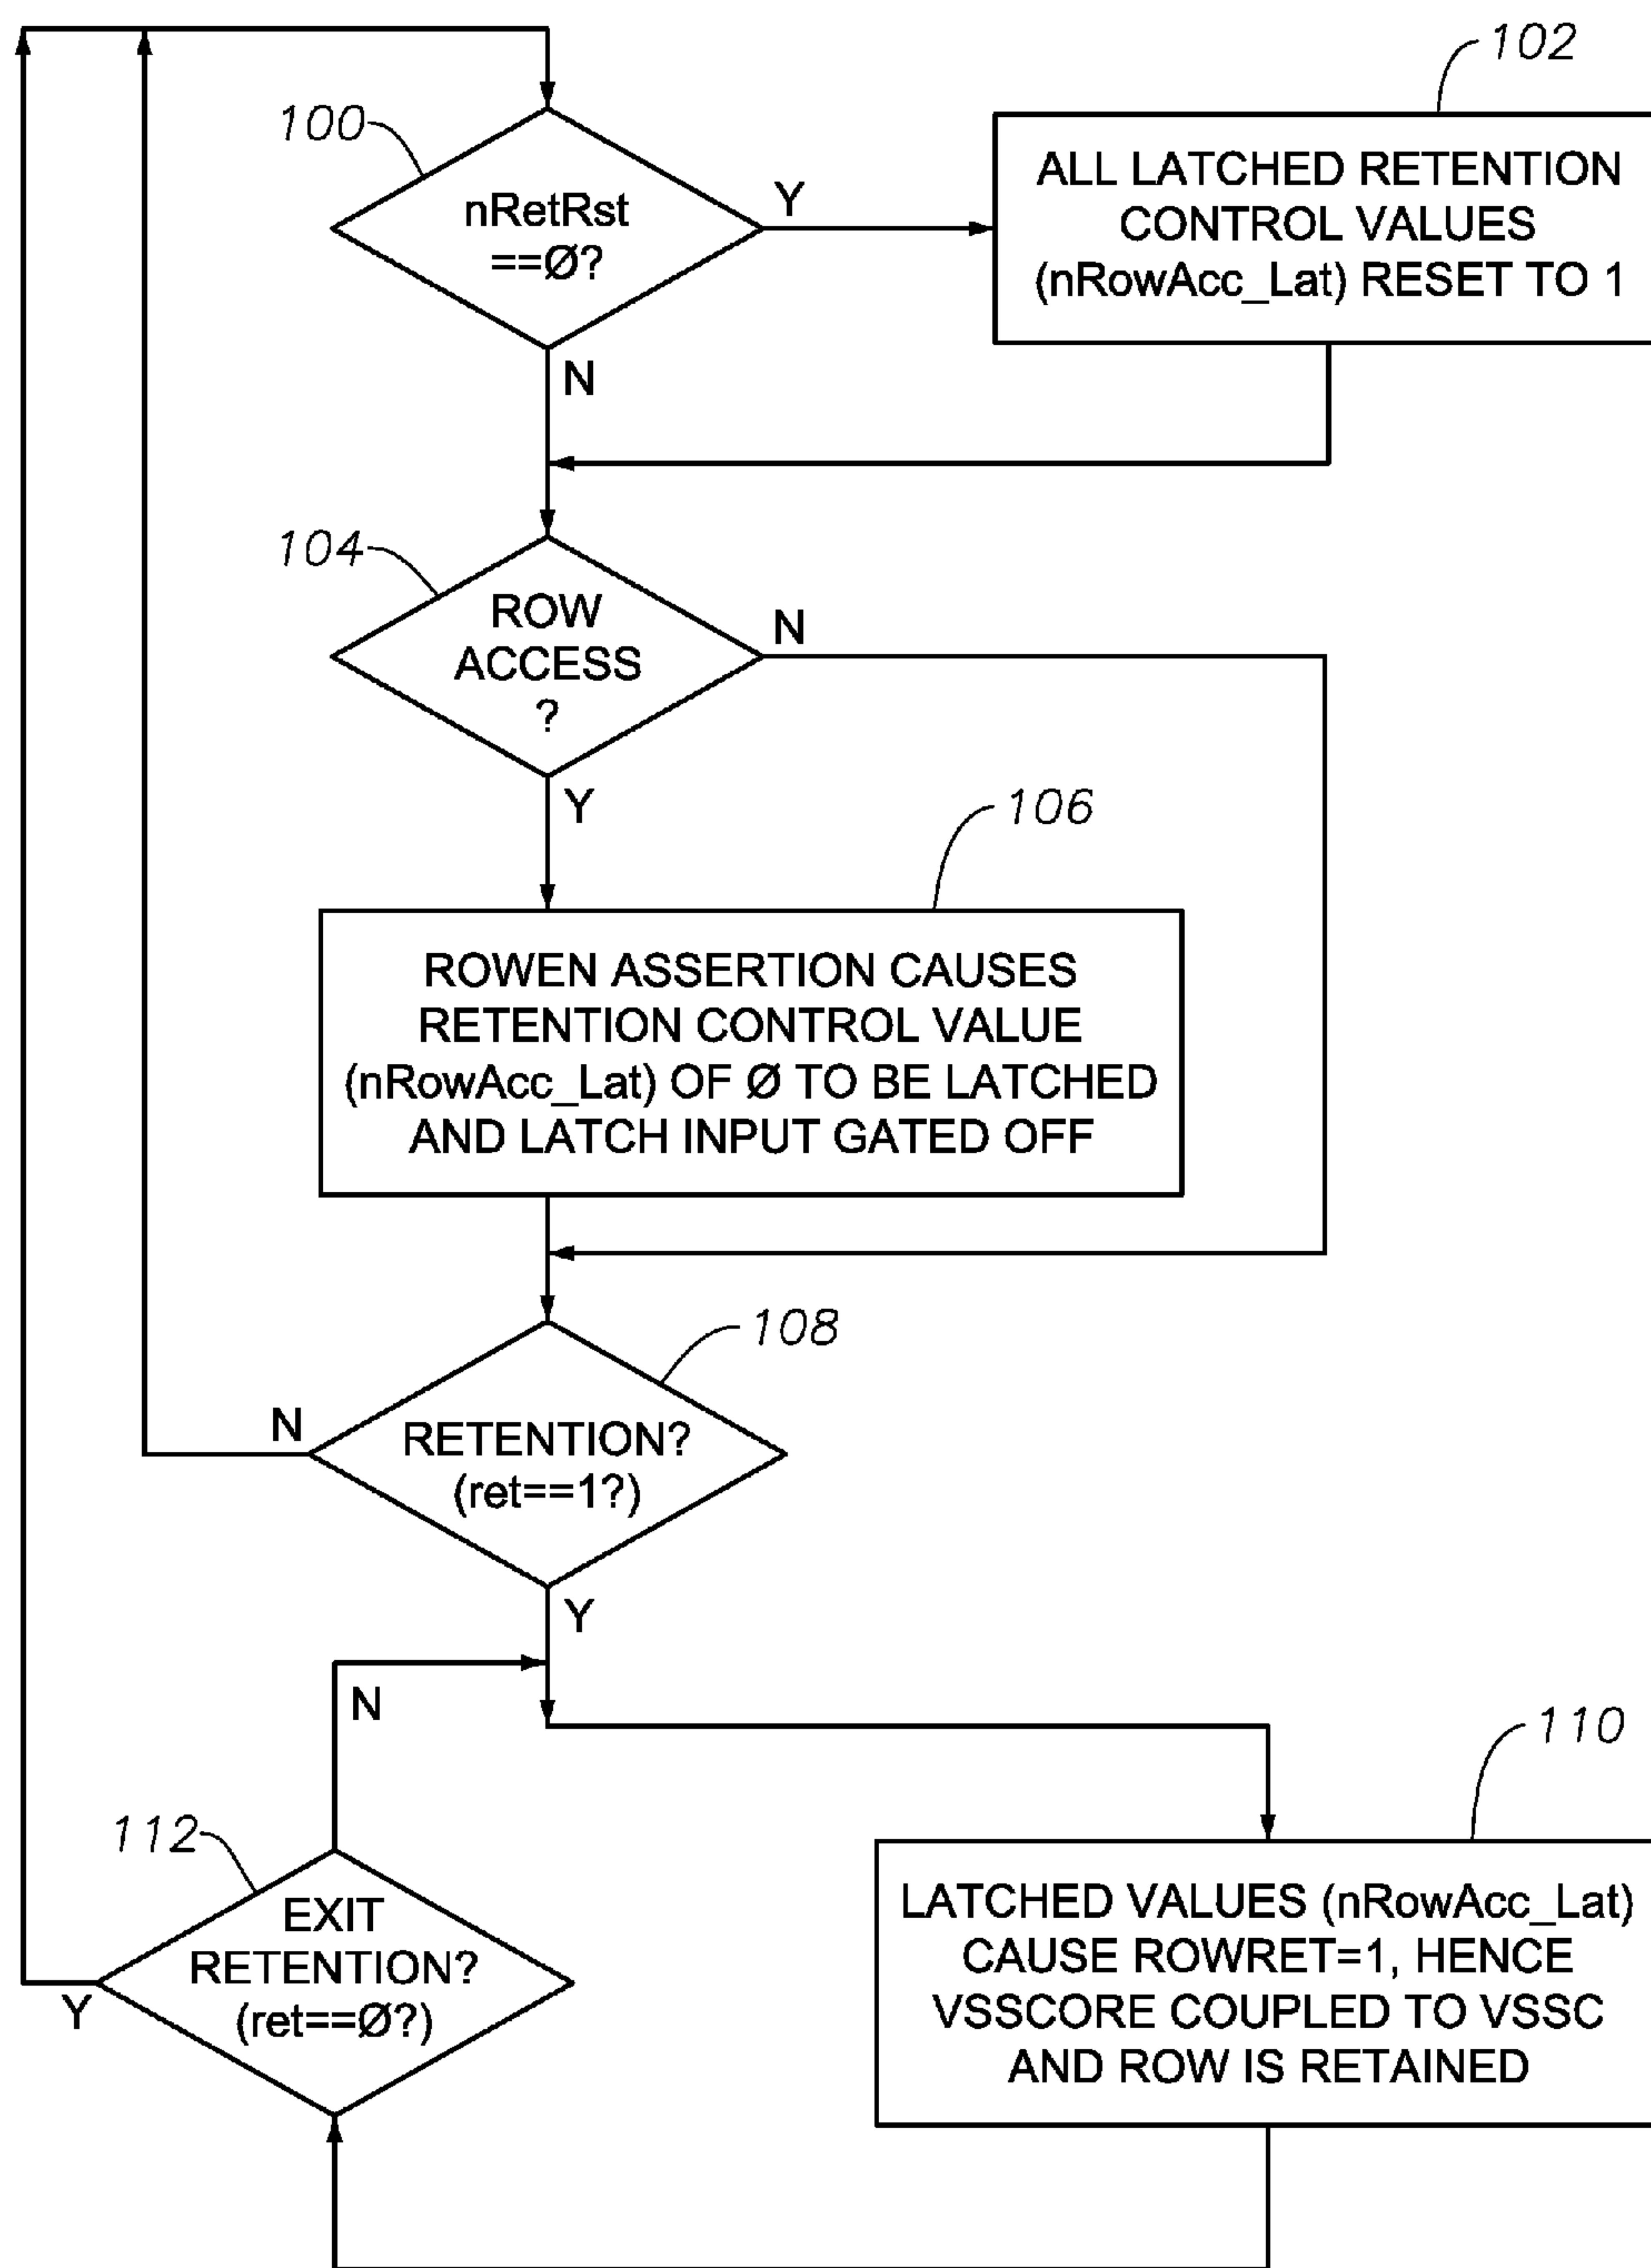 102
100
ALL LATCHED RETENTION
CONTROL VALUES
(nRowAcc_Lat) RESET TO 1
nRetRst
==Ø?
Y
N
104
ROW
ACCESS
?
N
Y
106
ROWEN ASSERTION CAUSES
RETENTION CONTROL VALUE
(nRowAcc_Lat) OF Ø TO BE LATCHED
AND LATCH INPUT GATED OFF
108
RETENTION?
(ret==1?)
N
Y
N
110
112
EXIT
RETENTION?
(ret==Ø?)
Y
LATCHED VALUES (nRowAcc_Lat)
CAUSE ROWRET=1, HENCE
VSSCORE COUPLED TO VSSC
AND ROW IS RETAINED